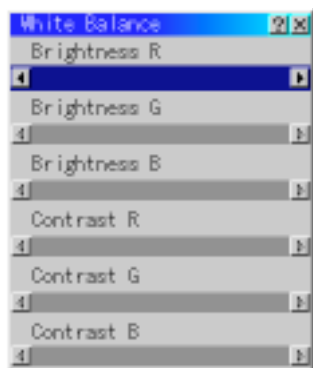 White Balance
Brightness R
Brightness G
Brightness B
Contrast R
Contrast G
Contrast B